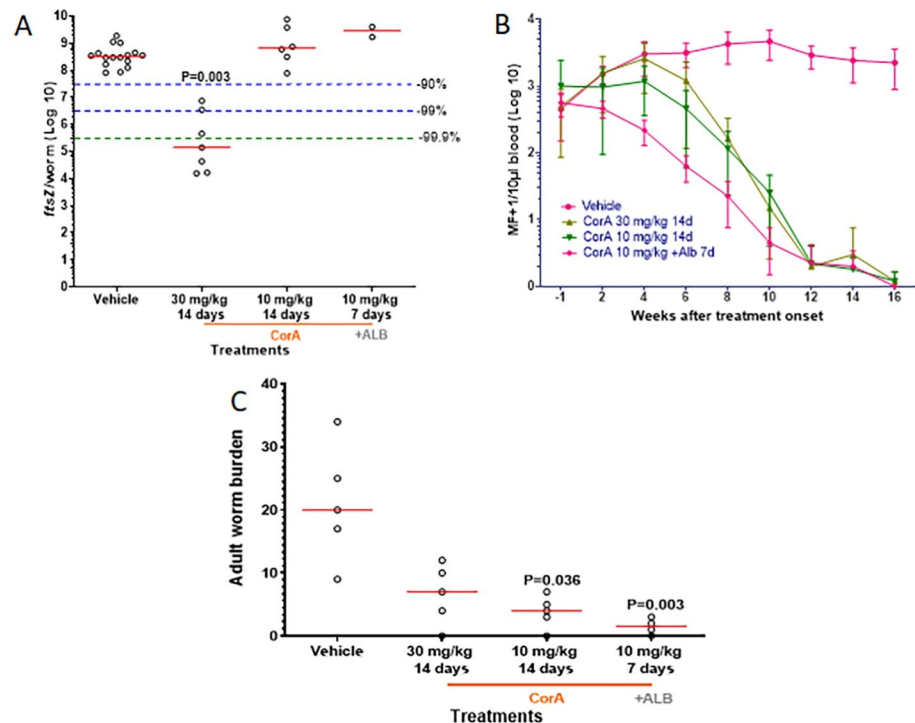 A
ftsZ/worm (Log 10)
10
9
8
7
6
5
4
3
2
1
0
P=0.003
-90%
-99%
-99.9%
Vehicle
30 mg/kg
14 days
10 mg/kg
14 days
10 mg/kg
7 days
CorA
+ALB
Treatments
B
MF+1/10µl blood (Log 10)
4
3
2
1
0
Vehicle
CorA 30 mg/kg 14d
CorA 10 mg/kg 14d
CorA 10 mg/kg +Alb 7d
-1 2 4 6 8 10 12 14 16
Weeks after treatment onset
C
Adult worm burden
40
30
20
10
0
P=0.036
P=0.003
Vehicle
30 mg/kg
14 days
10 mg/kg
14 days
10 mg/kg
7 days
CorA
+ALB
Treatments